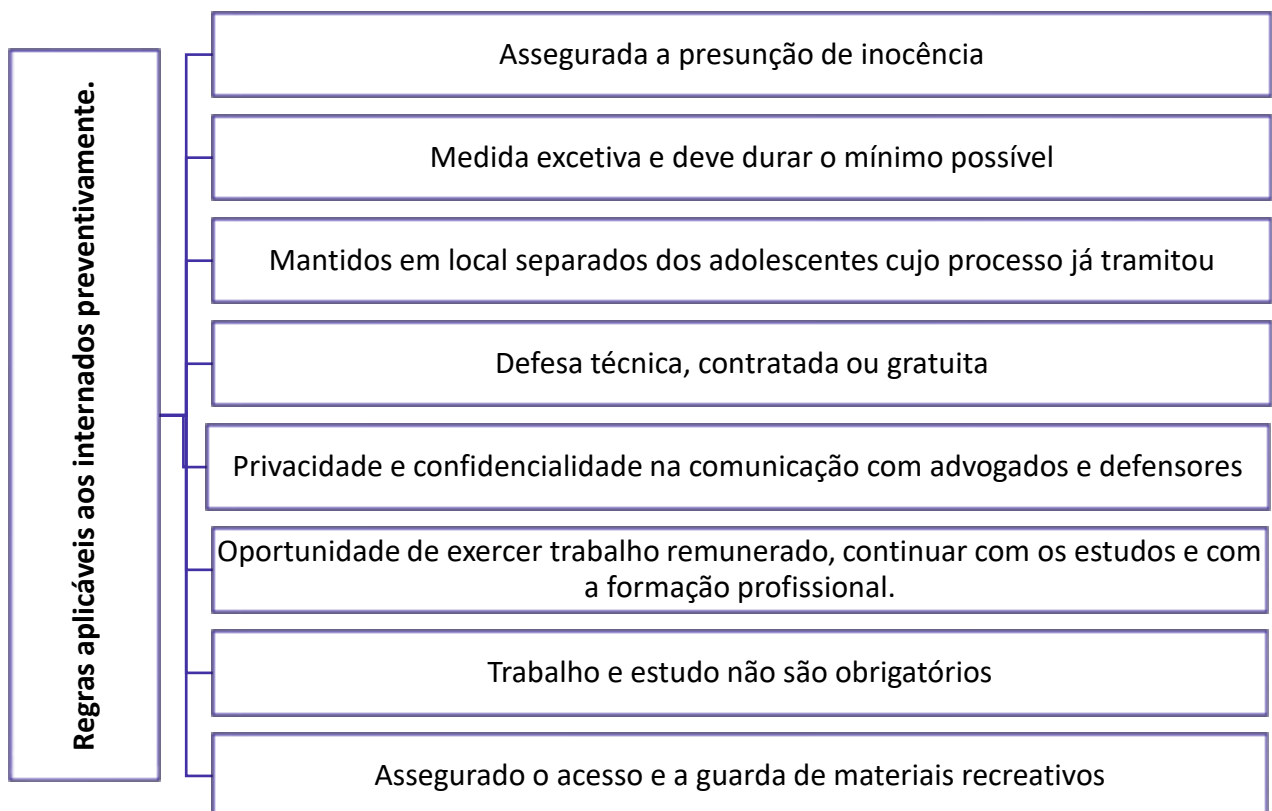 Regras aplicáveis aos internados preventivamente.
Assegurada a presunção de inocência
Medida excetiva e deve durar o mínimo possível
Mantidos em local separados dos adolescentes cujo processo já tramitou
Defesa técnica, contratada ou gratuita
Privacidade e confidencialidade na comunicação com advogados e defensores
Oportunidade de exercer trabalho remunerado, continuar com os estudos e com
a formação profissional.
Trabalho e estudo não são obrigatórios
Assegurado o acesso e a guarda de materiais recreativos